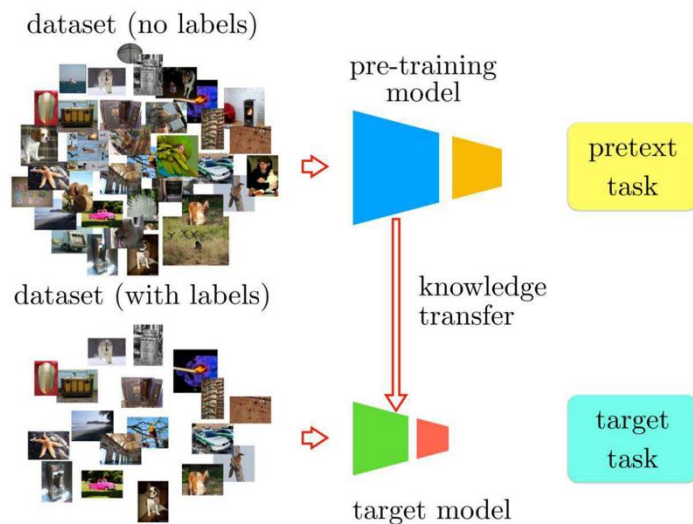 dataset (no labels)
pre-training
model
pretext
task
dataset (with labels)
knowledge
transfer
target
task
target model